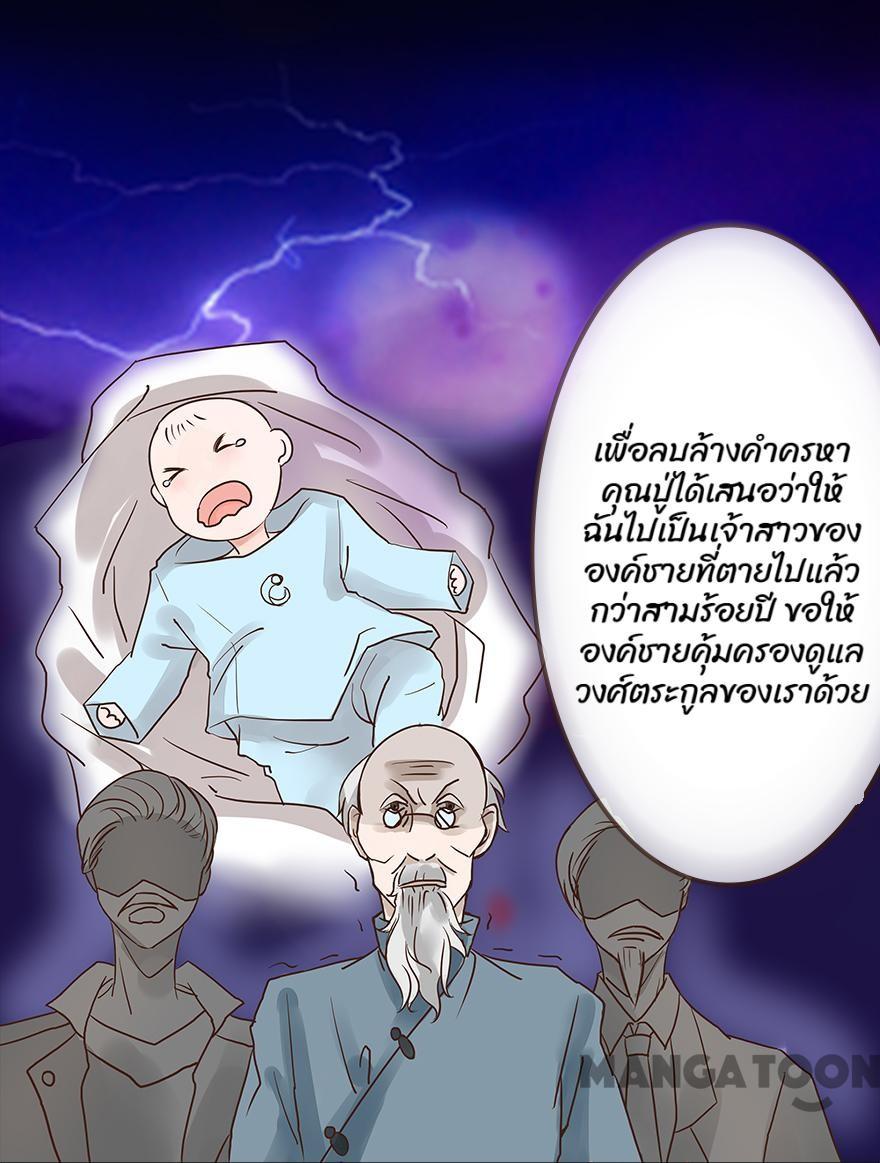 เพื่อลบล้างคำครหา
คุณปู่ได้เสนอว่าให้
ฉันไปเป็นเจ้าสาวของ
องค์ชายที่ตายไปแล้ว
กว่าสามร้อยปี ขอให้
องค์ชายคุ้มครองดูแล
วงศ์ตระกูลของเราด้วย
MANGATOON